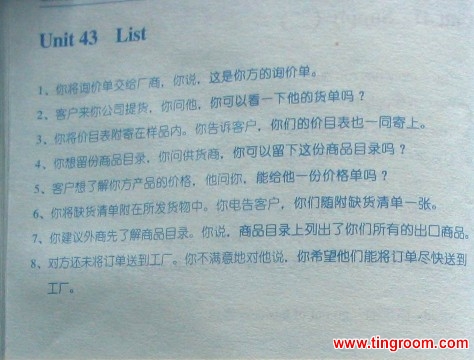 Unit 43 List
1、你将询价单交给厂商，你说，这是你方的询价单。
2、客户来你公司提货，你问他，你可以看一下他的货单吗？
3、你将价目表附寄在样品内。你告诉客户，你们的价目表也一同寄上。
4、你想留份商品目录，你问供货商，你可以留下这份商品目录吗？
5、客户想了解你方产品的价格，他问你，能给他一份价格单吗？
6、你将缺货清单附在所发货物中。你电告客户，你们随附缺货清单一张。
7、你建议外商先了解商品目录。你说，商品目录上列出了你们所有的出口商品。
8、对方还未将订单送到工厂。你不满意地对他说，你希望他们能将订单尽快送到
工厂。
www.tingroom.com